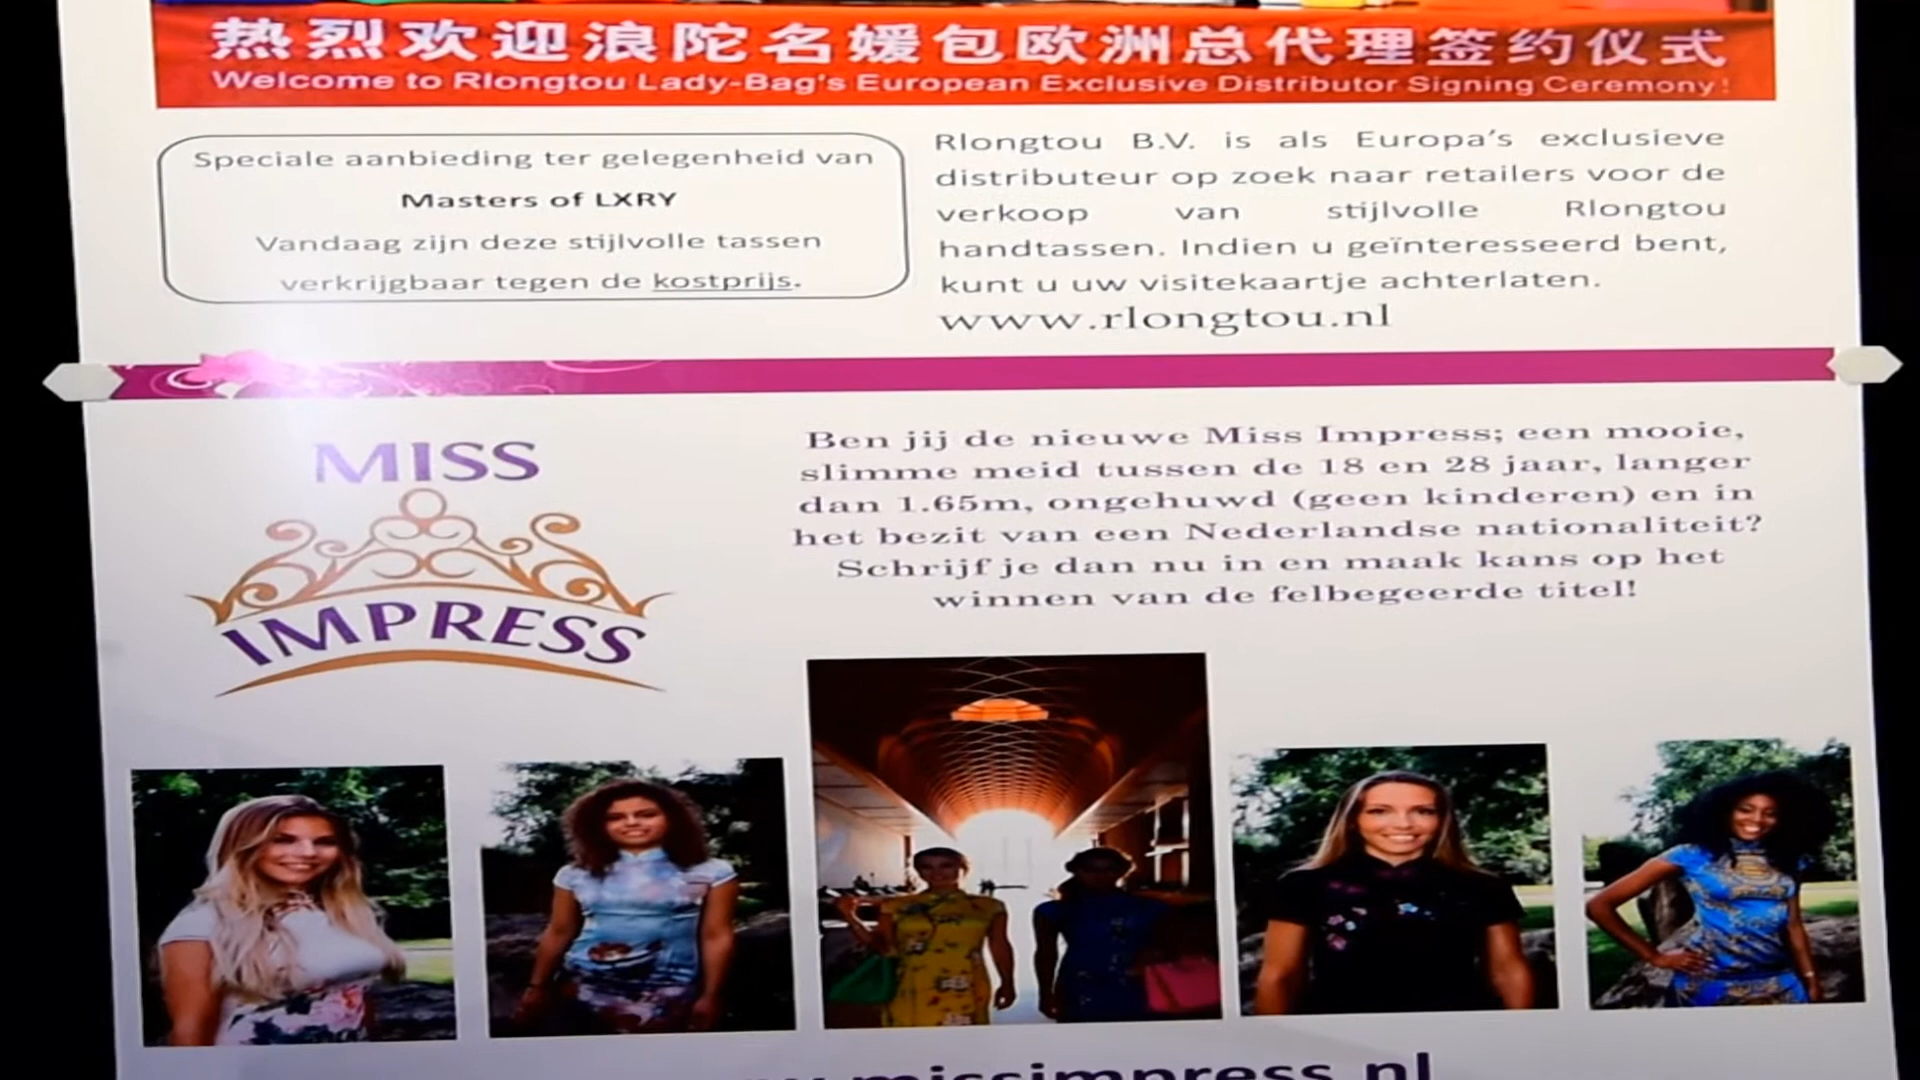 热烈欢迎浪陀名媛包欧洲总代理签约仪式
Welcome to Rlongtou Lady-Bag's European Exclusive Distributor Signing Ceremony!
Speciale aanbieding ter gelegenheid van
Masters of LXRY
Vandaag zijn deze stijlvolle tassen
verkrijgbaar tegen de kostprijs.
Rlongtou B.V. is als Europa's exclusieve
distributeur op zoek naar retailers voor de
verkoop van stijlvolle Rlongtou
handtassen. Indien u geïnteresseerd bent,
kunt u uw visitekaartje achterlaten.
www.rlongtou.nl
MISS
IMPRESS
Ben jij de nieuwe Miss Impress; een mooie,
slimme meid tussen de 18 en 28 jaar, langer
dan 1.65m, ongehuwd (geen kinderen) en in
het bezit van een Nederlandse nationaliteit?
Schrijf je dan nu in en maak kans op het
winnen van de felbegeerde titel!
missimpress.nl